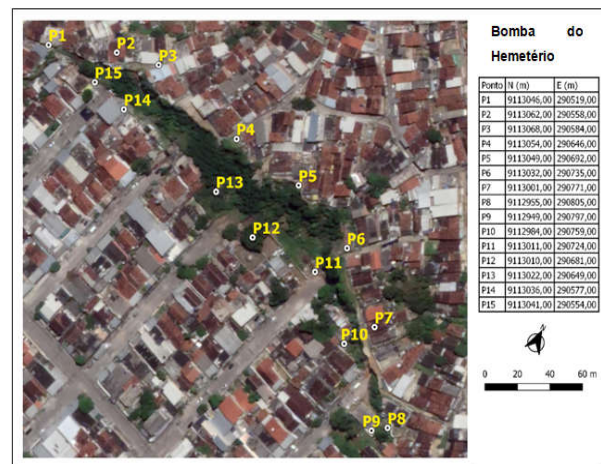 P1
P2
P3
P15
P14
P4
P5
P13
P12
P6
P11
P7
P10
P9
P8
Bomba do
Hemetério
Ponto N (m) E (m)
P1 9113046,00 290519,00
P2 9113062,00 290558,00
P3 9113068,00 290584,00
P4 9113054,00 290646,00
P5 9113049,00 290692,00
P6 9113032,00 290735,00
P7 9113001,00 290771,00
P8 9112955,00 290805,00
P9 9112949,00 290797,00
P10 9112984,00 290759,00
P11 9113011,00 290724,00
P12 9113010,00 290681,00
P13 9113022,00 290649,00
P14 9113036,00 290577,00
P15 9113041,00 290554,00
N
0 20 40 60 m